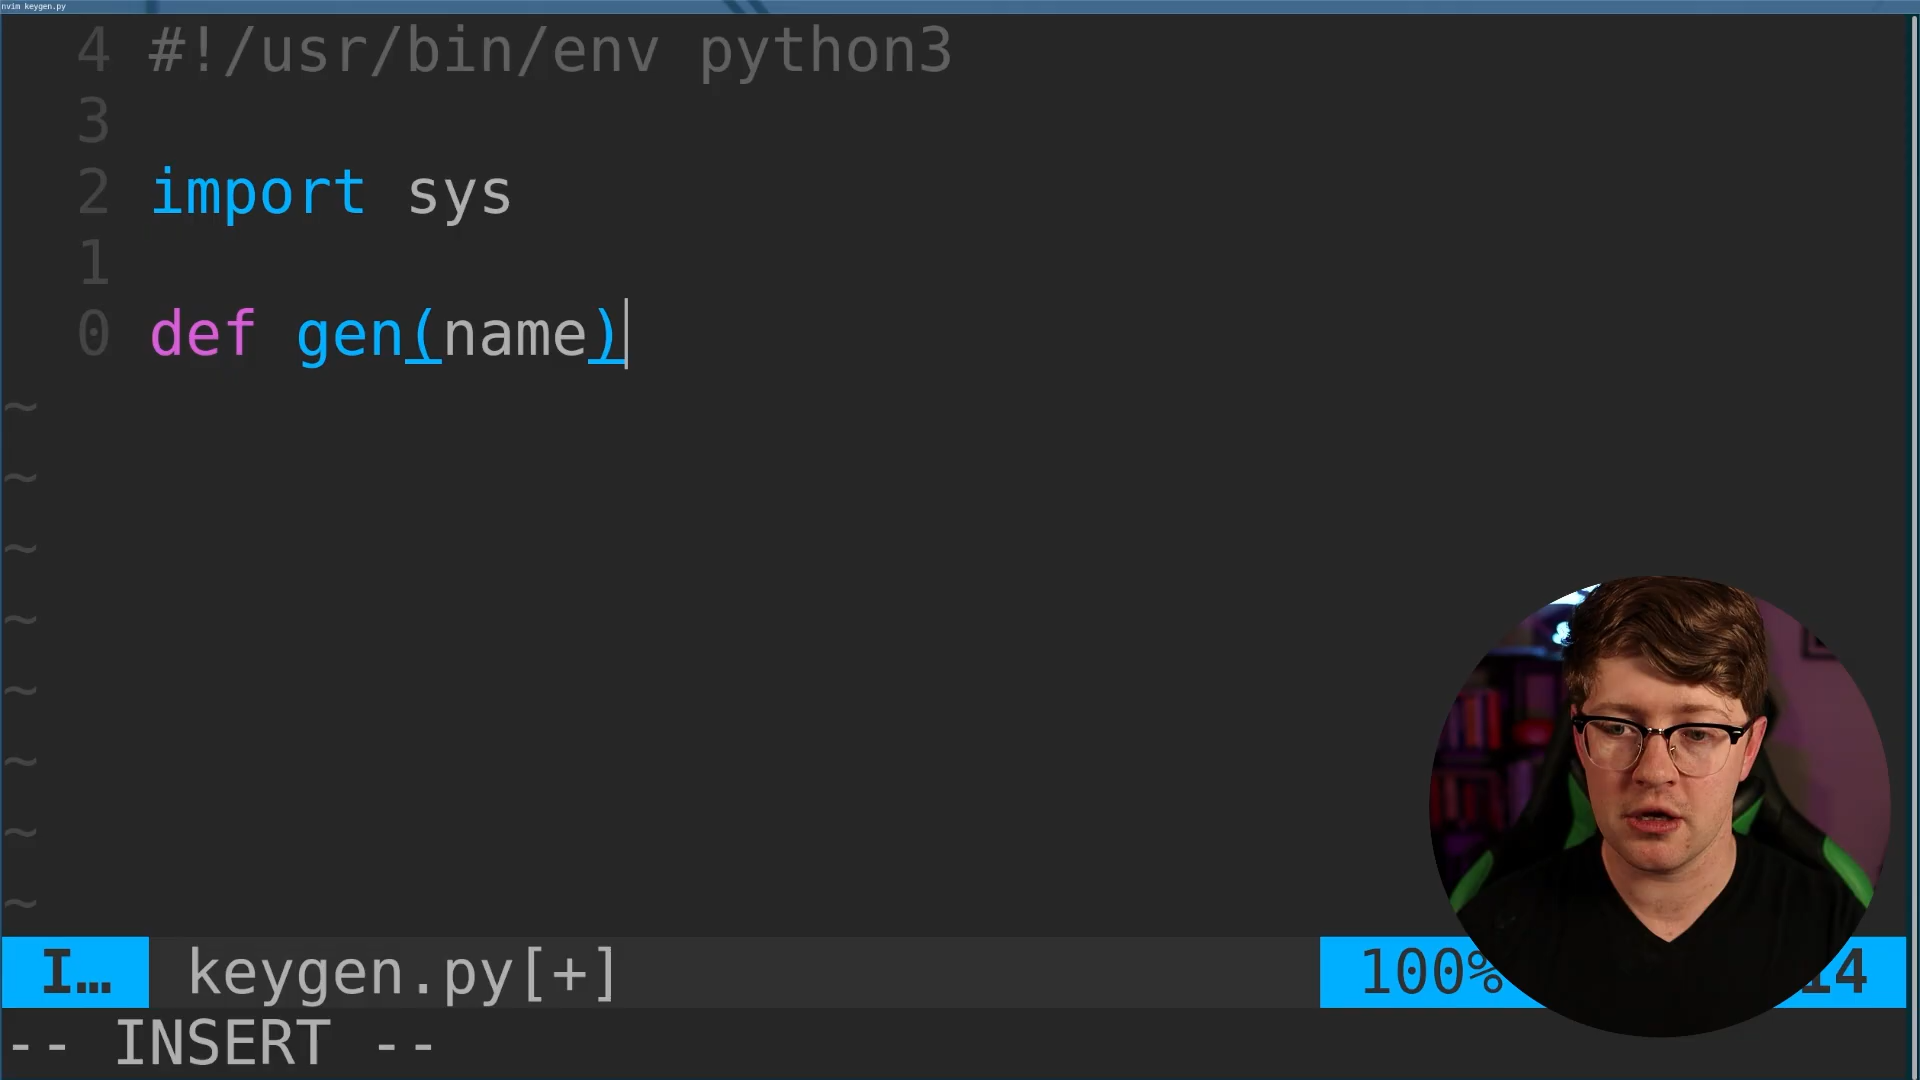 nvim keygen.py
4 #!/usr/bin/env python3
3
2 import sys
1
0 def gen(name)
~
~
~
~
~
~
~
~
I… keygen.py[+] 100% 14
-- INSERT --